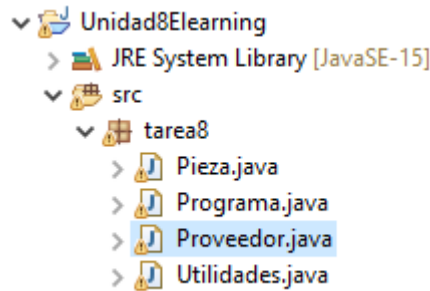 Unidad8Elearning
JRE System Library [JavaSE-15]
src
tarea8
Pieza.java
Programa.java
Proveedor.java
Utilidades.java